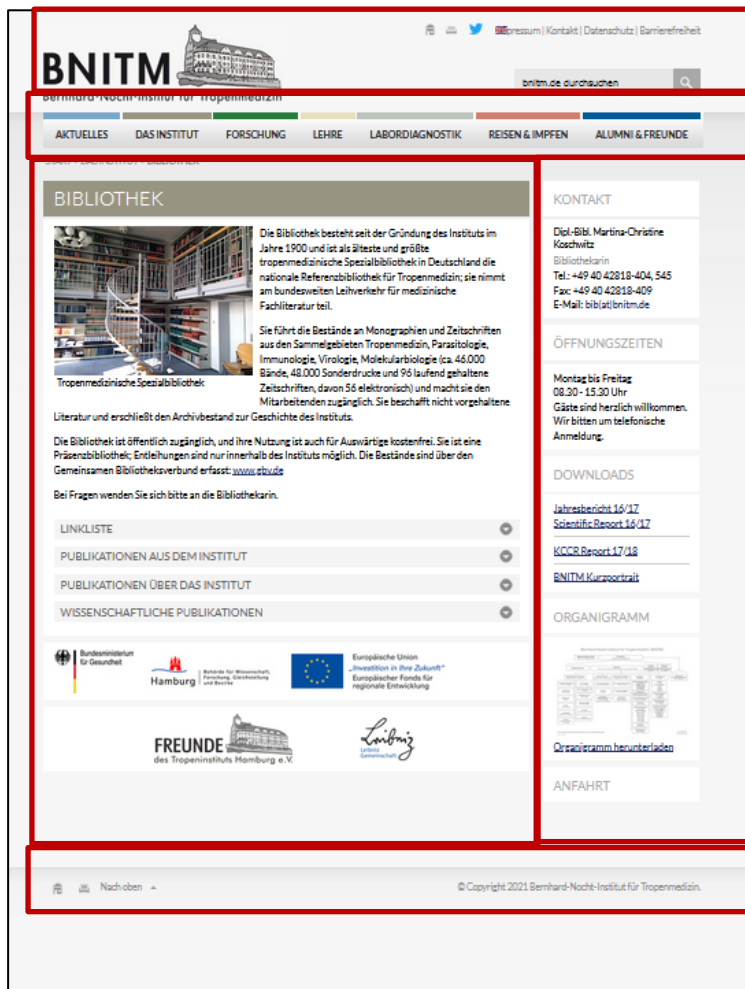 pressum | Kontakt | Datenschutz | Barrierefreiheit
BNITM
Bernhard-Nocht-Institut für Tropenmedizin
bnitm.de durchsuchen
AKTUELLES DAS INSTITUT FORSCHUNG LEHRE LABORDIAGNOSTIK REISEN & IMPFEN ALUMNI & FREUNDE
START BIBLIOTHEK
BIBLIOTHEK
Die Bibliothek besteht seit der Gründung des Instituts im
Jahre 1900 und ist als älteste und größte
tropenmedizinische Spezialbibliothek in Deutschland die
nationale Referenzbibliothek für Tropenmedizin; sie nimmt
am bundesweiten Leihverkehr für medizinische
Fachliteratur teil.
Sie führt die Bestände an Monographien und Zeitschriften
aus den Sammelgebieten Tropenmedizin, Parasitologie,
Immunologie, Virologie, Molekularbiologie (ca. 46.000
Bände, 48.000 Sonderdrucke und 96 laufend gehaltene
Zeitschriften, davon 56 elektronisch) und macht sie den
Mitarbeitenden zugänglich. Sie beschafft nicht vorgehaltene
Tropenmedizinische Spezialbibliothek
Literatur und erschließt den Archivbestand zur Geschichte des Instituts.
Die Bibliothek ist öffentlich zugänglich, und ihre Nutzung ist auch für Auswärtige kostenfrei. Sie ist eine
Präsenzbibliothek; Entleihungen sind nur innerhalb des Instituts möglich. Die Bestände sind über den
Gemeinsamen Bibliotheksverbund erfasst: www.gbv.de
Bei Fragen wenden Sie sich bitte an die Bibliothekarin.
LINKLISTE
PUBLIKATIONEN AUS DEM INSTITUT
PUBLIKATIONEN ÜBER DAS INSTITUT
WISSENSCHAFTLICHE PUBLIKATIONEN
Bundesministerium
für Gesundheit
Hamburg
Behörde für Wissenschaft,
Forschung, Gleichstellung
und Bezirke
Europäische Union
„Investition in Ihre Zukunft“
Europäischer Fonds für
regionale Entwicklung
FREUNDE
des Tropeninstituts Hamburg e.V.
Leibniz
Leibniz
Gemeinschaft
KONTAKT
Dipl.-Bibl. Martina-Christine
Koschwitz
Bibliothekarin
Tel.: +49 40 42818-404, 545
Fax: +49 40 42818-409
E-Mail: bib(at)bnitm.de
ÖFFNUNGSZEITEN
Montag bis Freitag
08.30 - 15.30 Uhr
Gäste sind herzlich willkommen.
Wir bitten um telefonische
Anmeldung.
DOWNLOADS
Jahresbericht 16/17
Scientific Report 16/17
KCCR Report 17/18
BNITM Kurzportrait
ORGANIGRAMM
Organigramm herunterladen
ANFAHRT
Nach oben
© Copyright 2021 Bernhard-Nocht-Institut für Tropenmedizin.